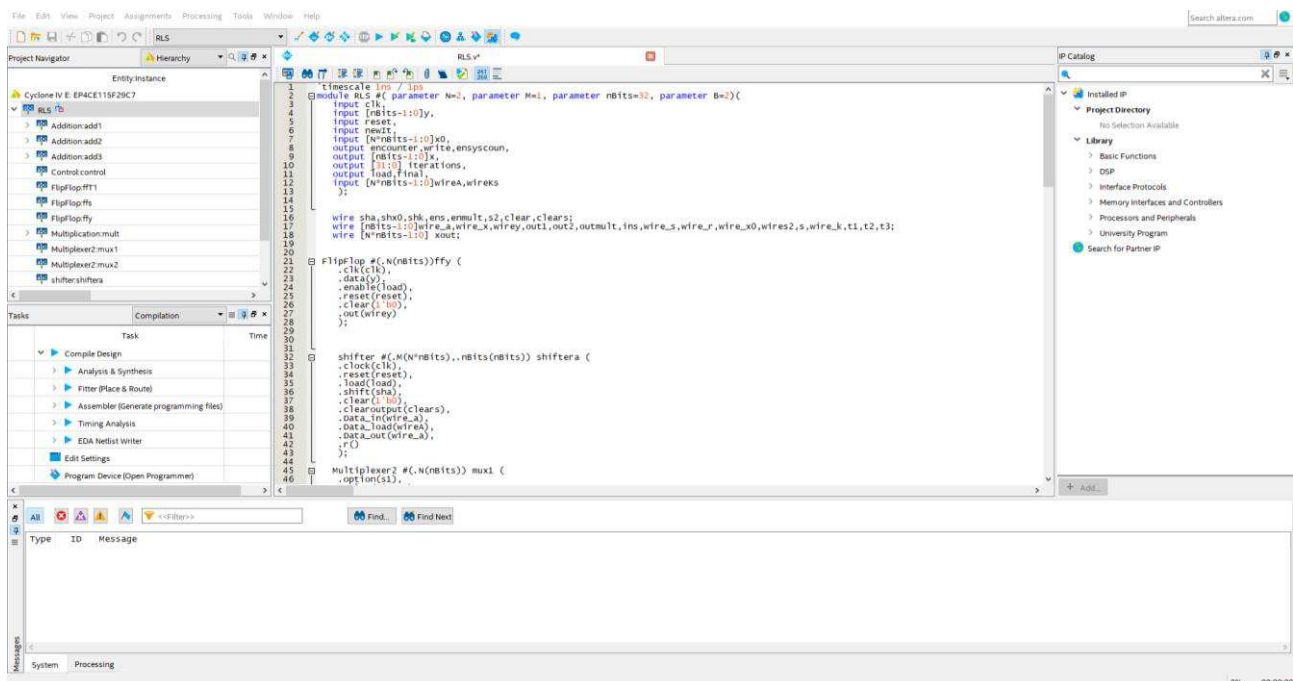 File Edit View Project Assignments Processing Tools Window Help
Search altera.com
RLS
Project Navigator
Hierarchy
Entity:Instance
Cyclone IV E: EP4CE115F29C7
RLS
Addition:add1
Addition:add2
Addition:add3
Control:control
FlipFlop:ffT1
FlipFlop:ffs
FlipFlop:ffy
Multiplication:mult
Multiplexer2:mux1
Multiplexer2:mux2
shifter:shiftera
Tasks
Compilation
Task Time
Compile Design
Analysis & Synthesis
Fitter (Place & Route)
Assembler (Generate programming files)
Timing Analysis
EDA Netlist Writer
Edit Settings
Program Device (Open Programmer)
RLS.v*
1 `timescale 1ns / 1ps
2 module RLS #( parameter N=2, parameter M=1, parameter nBits=32, parameter B=2)(
3 input clk,
4 input [nBits-1:0]y,
5 input reset,
6 input newIt,
7 input [N*nBits-1:0]x0,
8 output encounter,write,ensyscoun,
9 output [nBits-1:0]x,
10 output [31:0] iterations,
11 output load,final,
12 input [N*nBits-1:0]wireA,wireKs
13 );
14
15
16 wire sha,shx0,shk,ens,enmult,s2,clear,clears;
17 wire [nBits-1:0]wire_a,wire_x,wirey,out1,out2,outmult,ins,wire_s,wire_r,wire_x0,wires2,s,wire_k,t1,t2,t3;
18 wire [N*nBits-1:0] xout;
19
20
21 FlipFlop #(.N(nBits))ffy (
22 .clk(clk),
23 .data(y),
24 .enable(load),
25 .reset(reset),
26 .clear(1'b0),
27 .out(wirey)
28 );
29
30
31
32 shifter #(.M(N*nBits),.nBits(nBits)) shiftera (
33 .clock(clk),
34 .reset(reset),
35 .load(load),
36 .shift(sha),
37 .clear(1'b0),
38 .clearoutput(clears),
39 .Data_in(wire_a),
40 .Data_load(wireA),
41 .Data_out(wire_a),
42 .r()
43 );
44
45 Multiplexer2 #(.N(nBits)) mux1 (
46 .option(s1),
IP Catalog
Installed IP
Project Directory
No Selection Available
Library
Basic Functions
DSP
Interface Protocols
Memory Interfaces and Controllers
Processors and Peripherals
University Program
Search for Partner IP
+ Add...
All
<<Filter>>
Find... Find Next
Type ID Message
Messages
System Processing